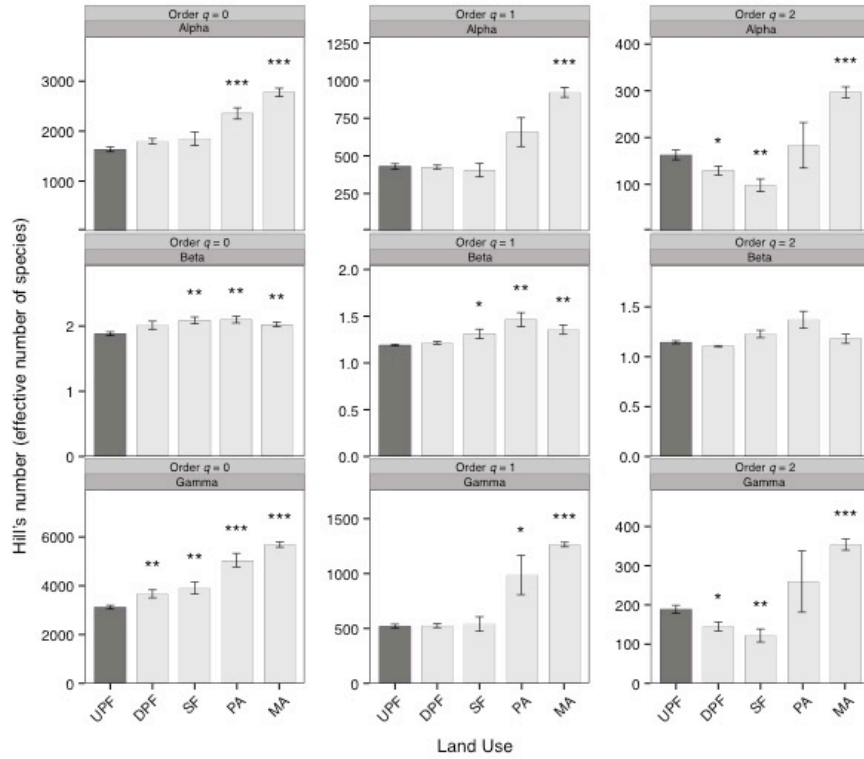 Order q = 0
Alpha
3000
2000
1000
***
***
Order q = 1
Alpha
1250
1000
750
500
250
***
Order q = 2
Alpha
400
300
200
100
*
**
***
Order q = 0
Beta
2
1
0
**
**
**
Order q = 1
Beta
2.0
1.5
1.0
0.5
0.0
*
**
**
Order q = 2
Beta
1.5
1.0
0.5
0.0
Order q = 0
Gamma
6000
4000
2000
0
**
**
***
***
Order q = 1
Gamma
1500
1000
500
0
*
***
Order q = 2
Gamma
400
300
200
100
0
*
**
***
Hill's number (effective number of species)
UPF DPF SF PA MA
UPF DPF SF PA MA
UPF DPF SF PA MA
Land Use